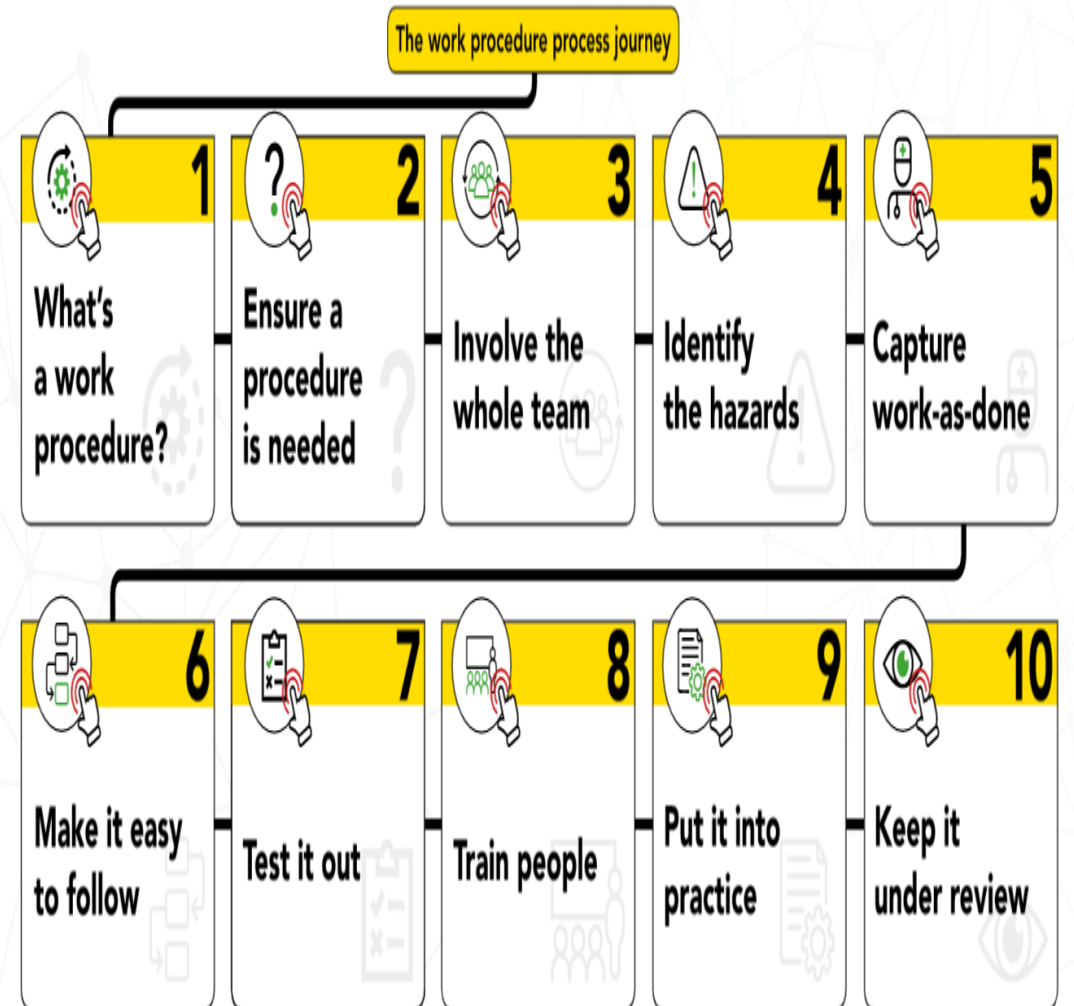 The work procedure process journey
1
What's
a work
procedure?
2
Ensure a
procedure
is needed
3
Involve the
whole team
4
Identify
the hazards
5
Capture
work-as-done
6
Make it easy
to follow
7
Test it out
8
Train people
9
Put it into
practice
10
Keep it
under review